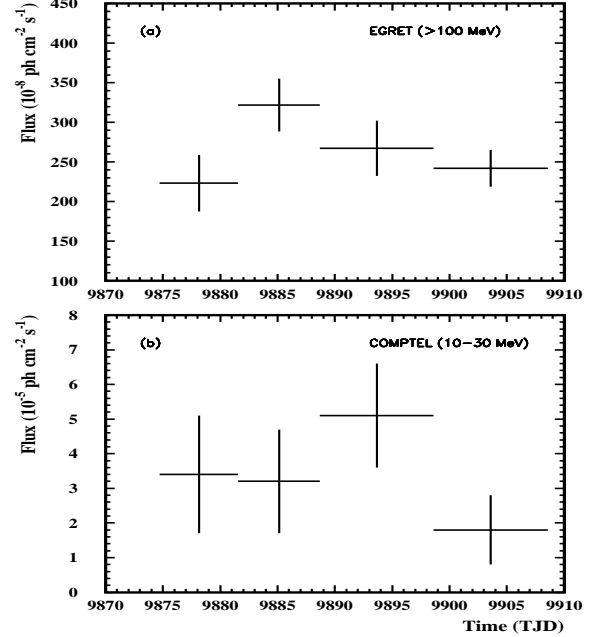 450
(a) EGRET (>100 MeV)
400
350
300
250
200
150
100
Flux (10⁻⁸ ph cm⁻² s⁻¹)
9870 9875 9880 9885 9890 9895 9900 9905 9910
8
(b) COMPTEL (10−30 MeV)
7
6
5
4
3
2
1
0
Flux (10⁻⁵ ph cm⁻² s⁻¹)
9870 9875 9880 9885 9890 9895 9900 9905 9910
Time (TJD)